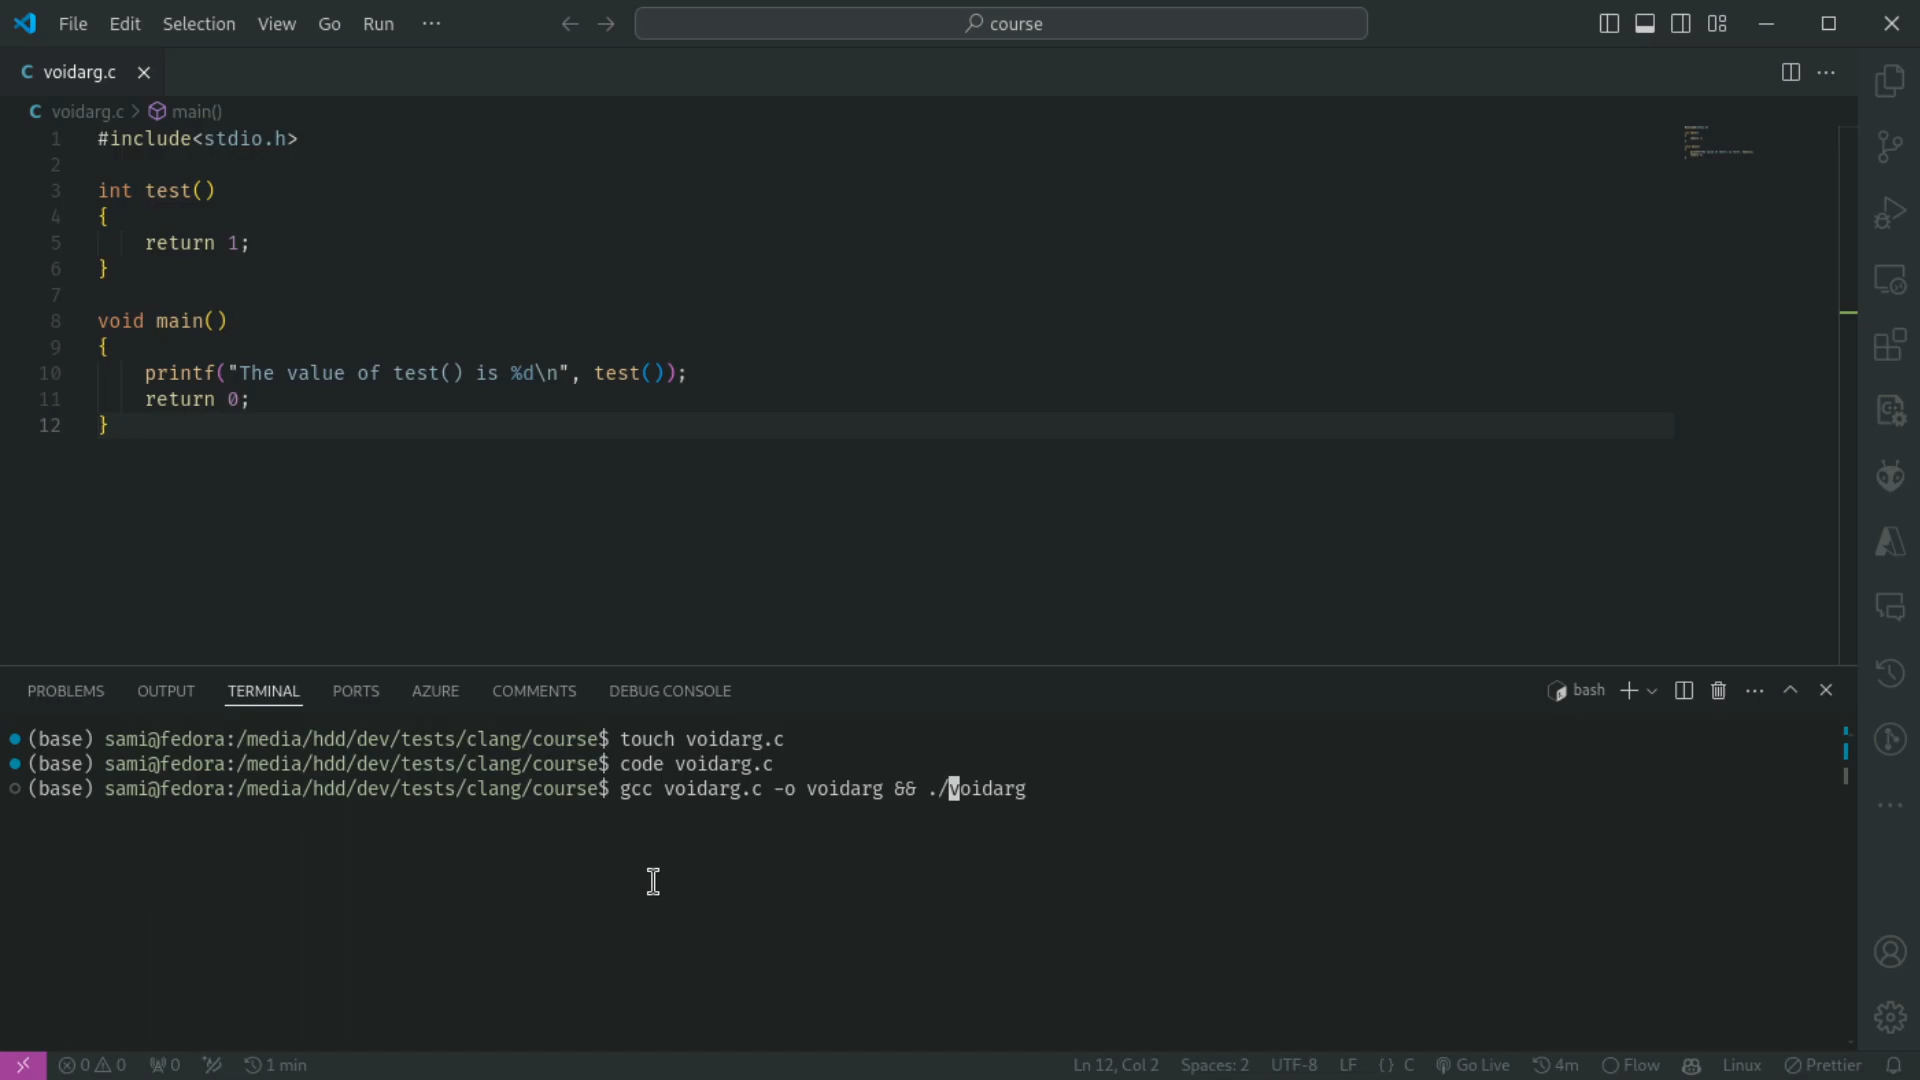 File Edit Selection View Go Run ···
course
voidarg.c
voidarg.c > main()
1 #include<stdio.h>
2
3 int test()
4 {
5 return 1;
6 }
7
8 void main()
9 {
10 printf("The value of test() is %d\n", test());
11 return 0;
12 }
PROBLEMS OUTPUT TERMINAL PORTS AZURE COMMENTS DEBUG CONSOLE bash
(base) sami@fedora:/media/hdd/dev/tests/clang/course$ touch voidarg.c
(base) sami@fedora:/media/hdd/dev/tests/clang/course$ code voidarg.c
(base) sami@fedora:/media/hdd/dev/tests/clang/course$ gcc voidarg.c -o voidarg && ./voidarg
0 0 0 1 min Ln 12, Col 2 Spaces: 2 UTF-8 LF {} C Go Live 4m Flow Linux Prettier